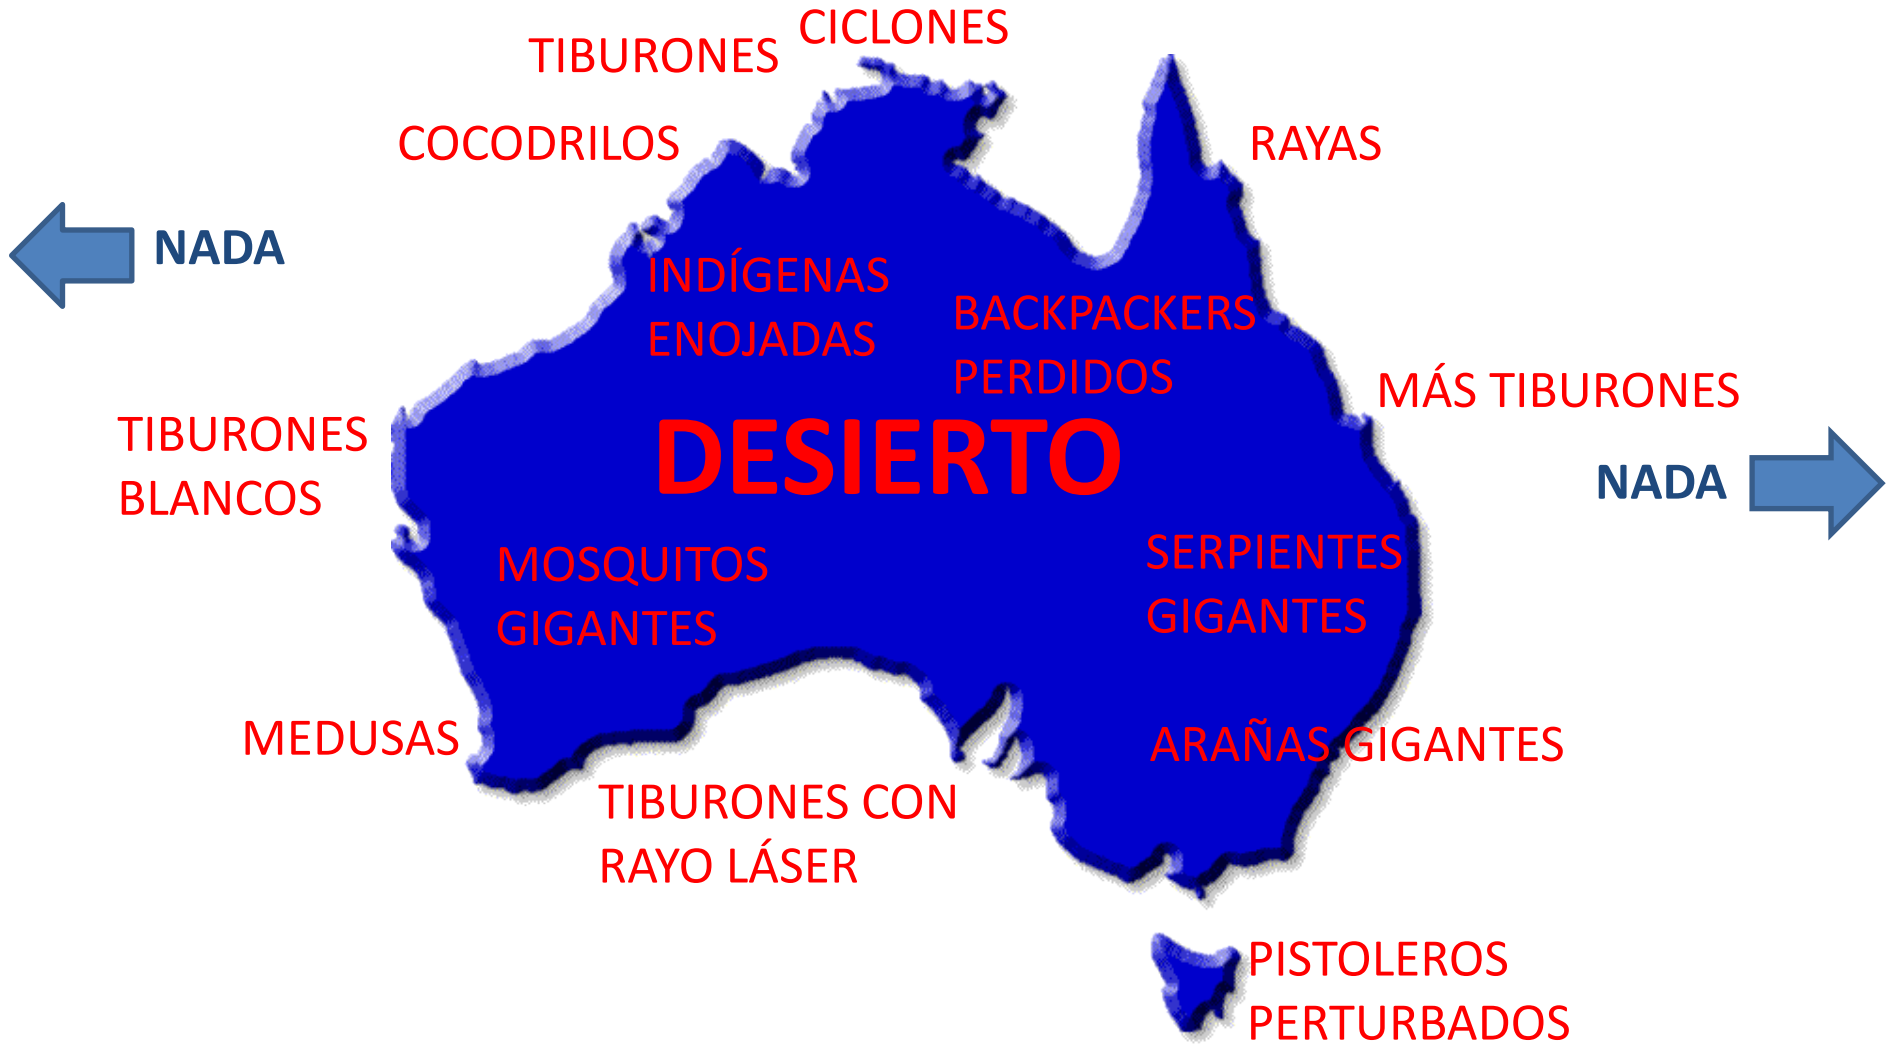 CICLONES
TIBURONES
COCODRILOS
RAYAS
NADA
INDÍGENAS
ENOJADAS
BACKPACKERS
PERDIDOS
MÁS TIBURONES
TIBURONES
BLANCOS
DESIERTO
NADA
MOSQUITOS
GIGANTES
SERPIENTES
GIGANTES
MEDUSAS
ARAÑAS GIGANTES
TIBURONES CON
RAYO LÁSER
PISTOLEROS
PERTURBADOS